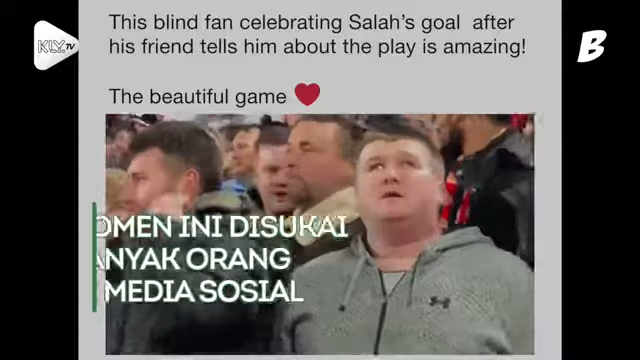 KLY.TV
B
This blind fan celebrating Salah's goal after
his friend tells him about the play is amazing!
The beautiful game
OMEN INI DISUKAI
ANYAK ORANG
MEDIA SOSIAL